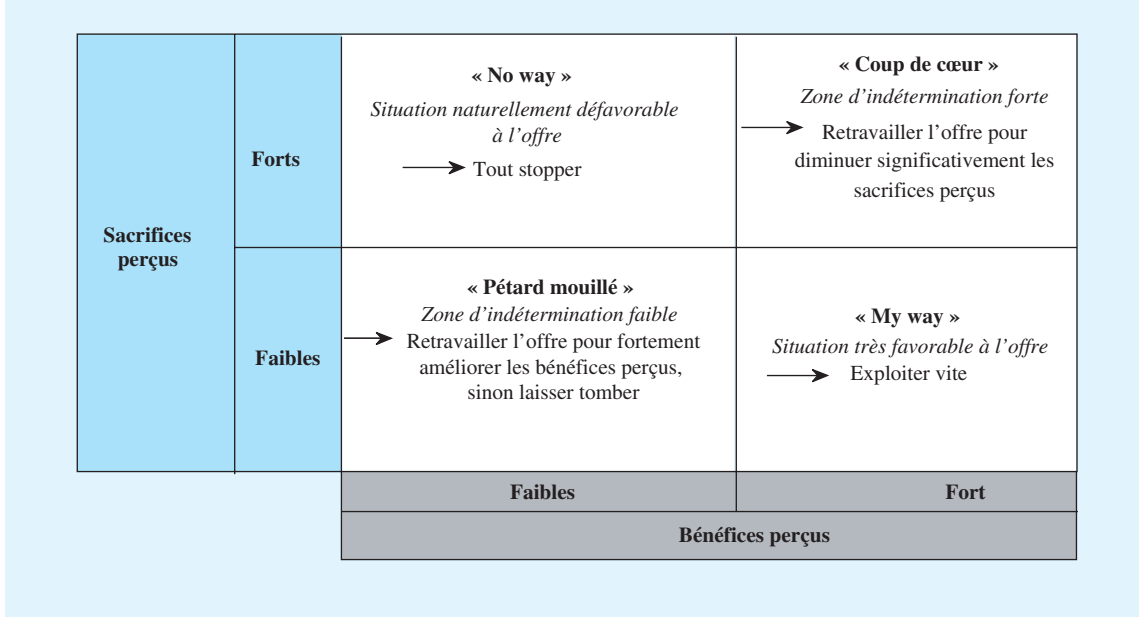 « No way »
Situation naturellement défavorable
à l’offre
Tout stopper
« Coup de cœur »
Zone d’indétermination forte
Retravailler l’offre pour
diminuer significativement les
sacrifices perçus
Forts
Sacrifices
perçus
Faibles
« Pétard mouillé »
Zone d’indétermination faible
Retravailler l’offre pour fortement
améliorer les bénéfices perçus,
sinon laisser tomber
« My way »
Situation très favorable à l’offre
Exploiter vite
Faibles
Fort
Bénéfices perçus